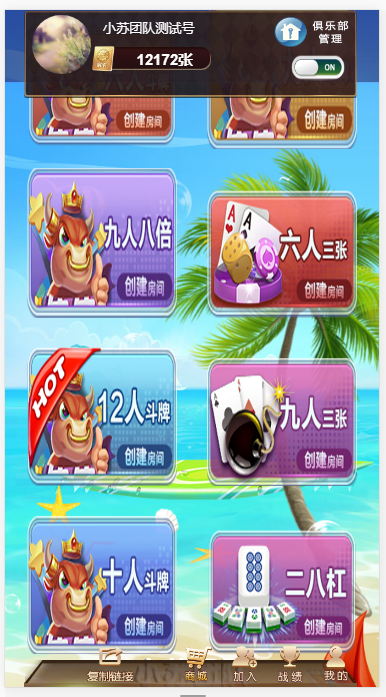 小苏团队测试号
12172张
俱乐部
管理
ON
创建房间
创建房间
九人八倍
创建房间
六人三张
创建房间
HOT
12人斗牌
创建房间
九人三张
创建房间
十人斗牌
创建房间
二八杠
创建房间
复制链接
商城
加入
战绩
我的